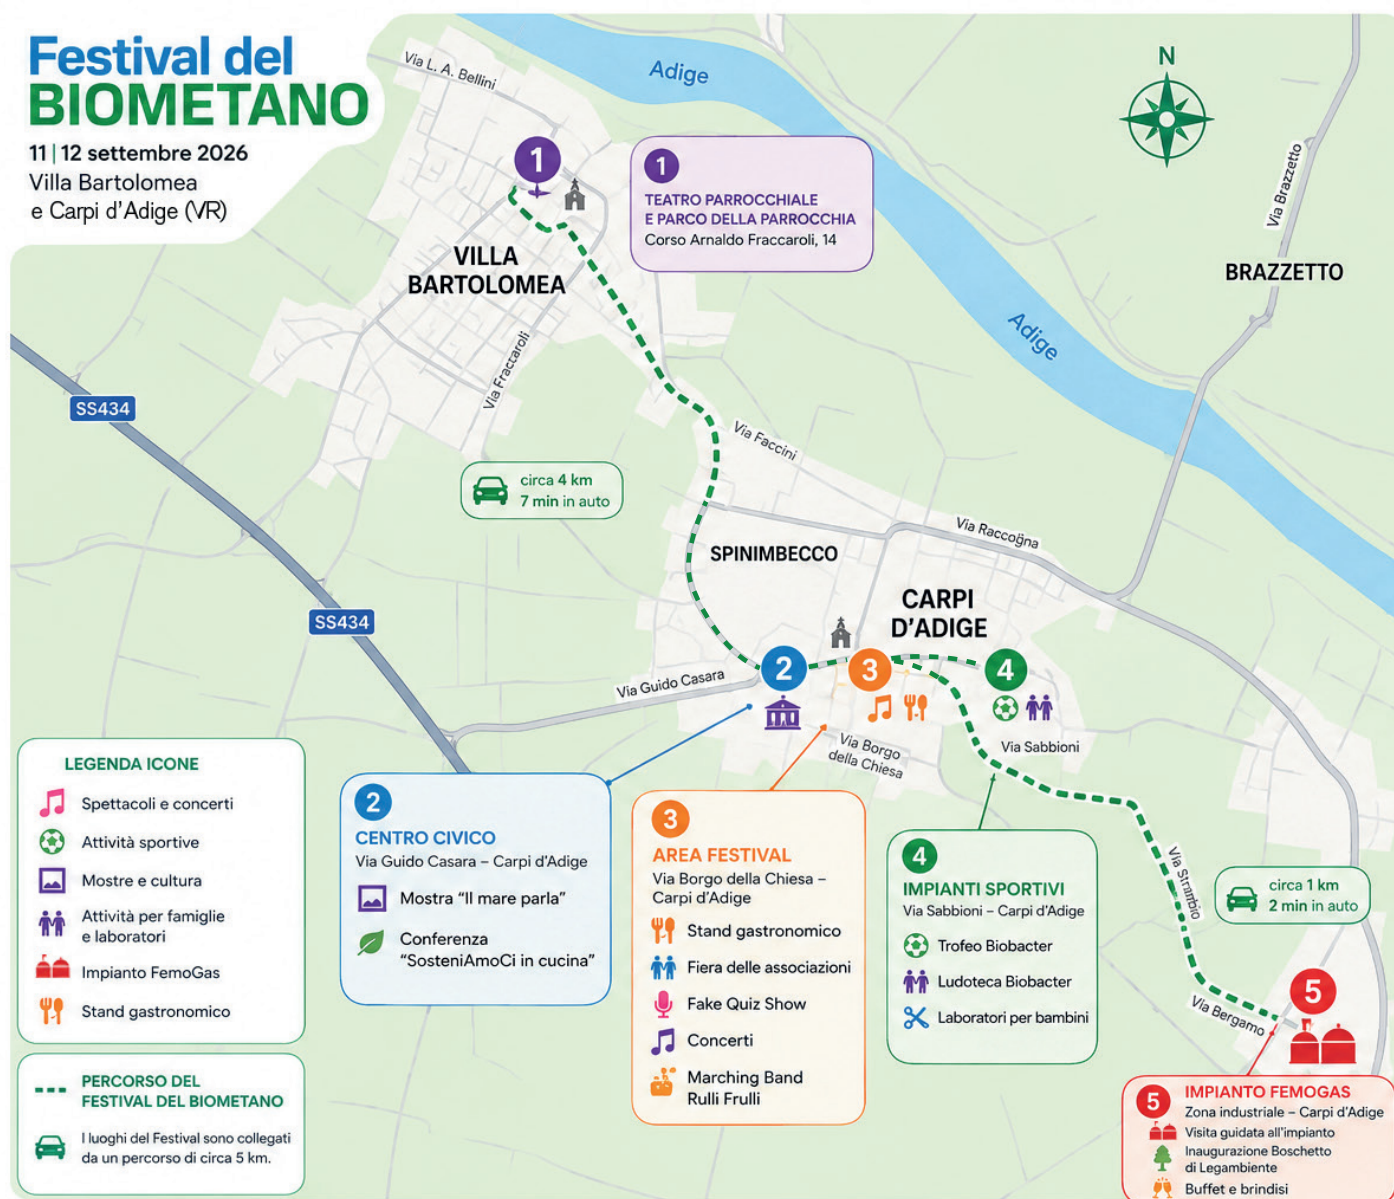 Festival del
BIOMETANO
11 | 12 settembre 2026
Villa Bartolomea
e Carpi d'Adige (VR)
Via L. A. Bellini
Adige
N
1
1
TEATRO PARROCCHIALE
E PARCO DELLA PARROCCHIA
Corso Arnaldo Fraccaroli, 14
Via Brazzetto
VILLA
BARTOLOMEA
BRAZZETTO
Adige
Via Fraccaroli
SS434
Via Faccini
circa 4 km
7 min in auto
Via Raccogna
SPINIMBECCO
CARPI
D'ADIGE
SS434
2
3
4
Via Guido Casara
Via Borgo
della Chiesa
Via Sabbioni
LEGENDA ICONE
Spettacoli e concerti
Attività sportive
Mostre e cultura
Attività per famiglie
e laboratori
Impianto FemoGas
Stand gastronomico
PERCORSO DEL
FESTIVAL DEL BIOMETANO
I luoghi del Festival sono collegati
da un percorso di circa 5 km.
2
CENTRO CIVICO
Via Guido Casara – Carpi d'Adige
Mostra "Il mare parla"
Conferenza
"SosteniAmoCi in cucina"
3
AREA FESTIVAL
Via Borgo della Chiesa –
Carpi d'Adige
Stand gastronomico
Fiera delle associazioni
Fake Quiz Show
Concerti
Marching Band
Rulli Frulli
4
IMPIANTI SPORTIVI
Via Sabbioni – Carpi d'Adige
Trofeo Biobacter
Ludoteca Biobacter
Laboratori per bambini
circa 1 km
2 min in auto
Via Bergamo
5
5
IMPIANTO FEMOGAS
Zona industriale – Carpi d'Adige
Visita guidata all'impianto
Inaugurazione Boschetto
di Legambiente
Buffet e brindisi